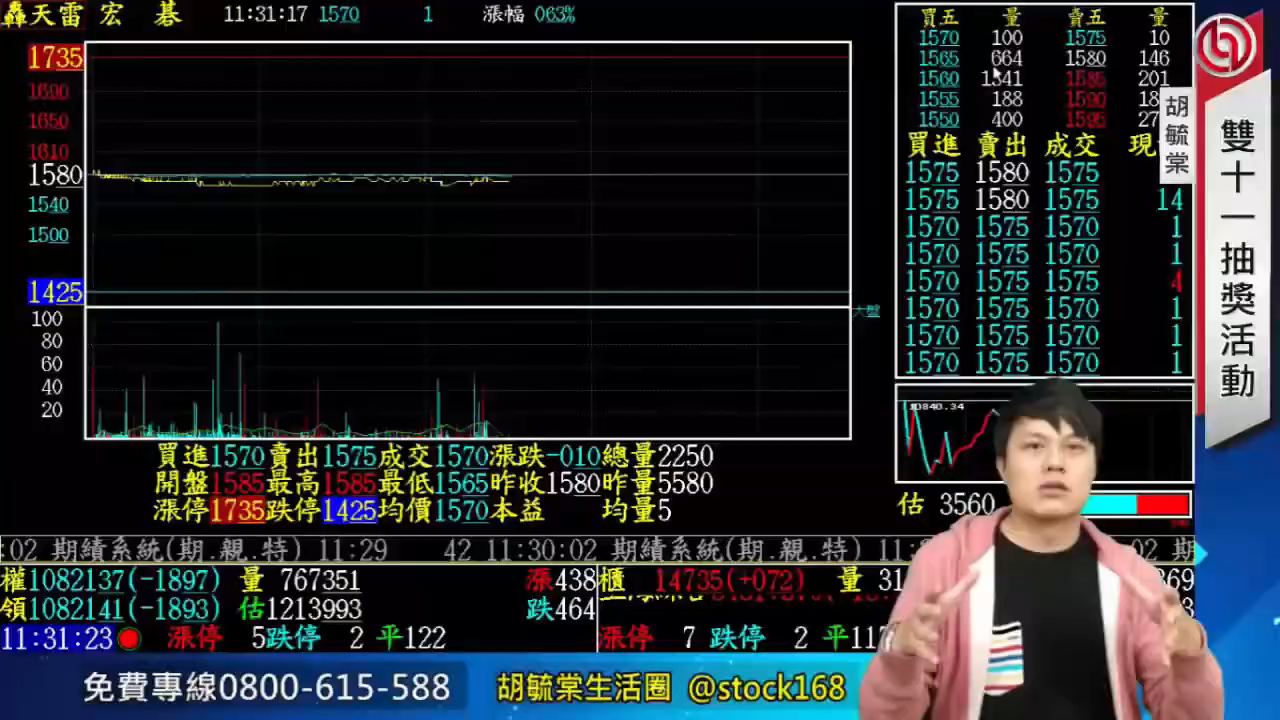 轟天雷 宏 碁 11:31:17 1570 1 漲幅 063%
1735
1690
1650
1610
1580
1540
1500
1425
100
80
60
40
20
大盤
買五 量 賣五 量
1570 100 1575 10
1565 664 1580 146
1560 1341 1585 201
1555 188 1590
1550 400 1595
買進 賣出 成交 現
1575 1580 1575
1575 1580 1575 14
1570 1575 1570 1
1570 1575 1570 1
1570 1575 1570 4
1570 1575 1570 1
1570 1575 1570 1
1570 1575 1570 1
10840.34
估 3560
買進1570賣出1575成交1570漲跌-010總量2250
開盤1585最高1585最低1565昨收1580昨量5580
漲停1735跌停1425均價1570本益 均量5
:02 期績系統(期.親.特) 11:29 42 11:30:02 期績系統(期.親.特)
權1082137(-1897) 量 767351 漲438
領1082141(-1893) 估1213993 跌464
11:31:23 漲停 5跌停 2 平122
櫃 14735(+072) 量
漲停 7 跌停 2 平
胡毓棠
雙十一抽獎活動
免費專線0800-615-588 胡毓棠生活圈 @stock168